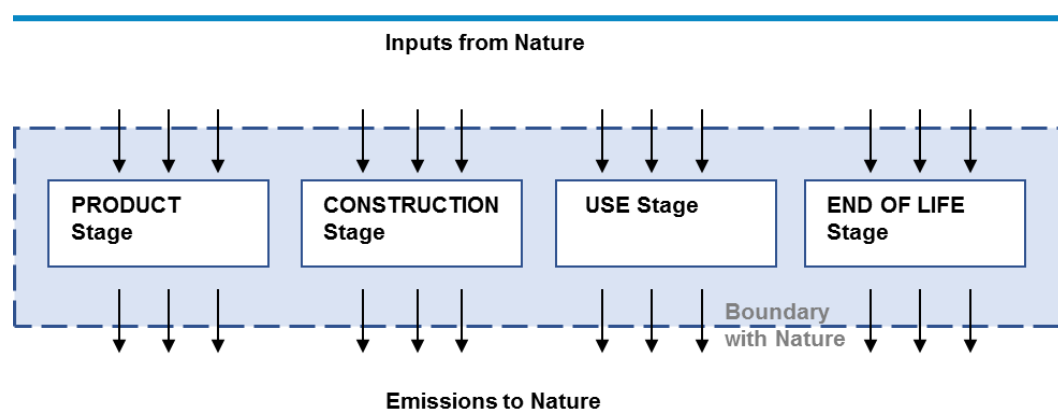 Inputs from Nature
PRODUCT
Stage
CONSTRUCTION
Stage
USE Stage
END OF LIFE
Stage
Boundary
with Nature
Emissions to Nature